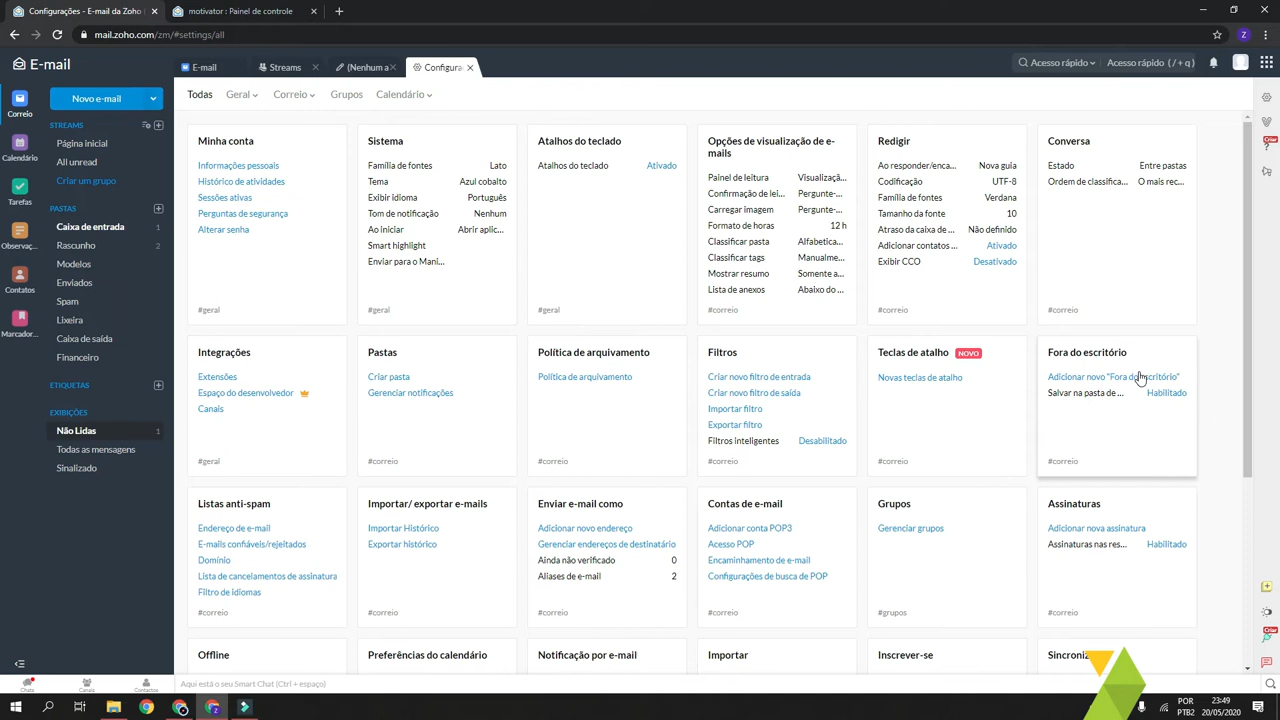 Configurações - E-mail da Zoho
motivator : Painel de controle
mail.zoho.com/zm/#settings/all
E-mail
E-mail
Streams
(Nenhum a
Configura
Acesso rápido
Acesso rápido ( / + q )
Novo e-mail
Correio
Calendário
Tarefas
Observaç...
Contatos
Marcador...
STREAMS
Página inicial
All unread
Criar um grupo
PASTAS
Caixa de entrada 1
Rascunho 2
Modelos
Enviados
Spam
Lixeira
Caixa de saída
Financeiro
ETIQUETAS
EXIBIÇÕES
Não Lidas 1
Todas as mensagens
Sinalizado
Todas Geral Correio Grupos Calendário
Minha conta
Informações pessoais
Histórico de atividades
Sessões ativas
Perguntas de segurança
Alterar senha
#geral
Sistema
Família de fontes Lato
Tema Azul cobalto
Exibir idioma Português
Tom de notificação Nenhum
Ao iniciar Abrir aplic...
Smart highlight
Enviar para o Mani...
#geral
Atalhos do teclado
Atalhos do teclado Ativado
#geral
Opções de visualização de e-
mails
Painel de leitura Visualizaçã...
Confirmação de lei... Pergunte-...
Carregar imagem Pergunte-...
Formato de horas 12 h
Classificar pasta Alfabetica...
Classificar tags Manualme...
Mostrar resumo Somente a...
Lista de anexos Abaixo do ...
#correio
Redigir
Ao responder/enca... Nova guia
Codificação UTF-8
Família de fontes Verdana
Tamanho da fonte 10
Atraso da caixa de ... Não definido
Adicionar contatos ... Ativado
Exibir CCO Desativado
#correio
Conversa
Estado Entre pastas
Ordem de classifica... O mais rec...
#correio
Integrações
Extensões
Espaço do desenvolvedor
Canais
#geral
Pastas
Criar pasta
Gerenciar notificações
#correio
Política de arquivamento
Política de arquivamento
#correio
Filtros
Criar novo filtro de entrada
Criar novo filtro de saída
Importar filtro
Exportar filtro
Filtros inteligentes Desabilitado
#correio
Teclas de atalho NOVO
Novas teclas de atalho
#correio
Fora do escritório
Adicionar novo "Fora do escritório"
Salvar na pasta de ... Habilitado
#correio
Listas anti-spam
Endereço de e-mail
E-mails confiáveis/rejeitados
Domínio
Lista de cancelamentos de assinatura
Filtro de idiomas
#correio
Importar/ exportar e-mails
Importar Histórico
Exportar histórico
#correio
Enviar e-mail como
Adicionar novo endereço
Gerenciar endereços de destinatário
Ainda não verificado 0
Aliases de e-mail 2
#correio
Contas de e-mail
Adicionar conta POP3
Acesso POP
Encaminhamento de e-mail
Configurações de busca de POP
#correio
Grupos
Gerenciar grupos
#grupos
Assinaturas
Adicionar nova assinatura
Assinaturas nas res... Habilitado
#correio
Offline
Preferências do calendário
Notificação por e-mail
Importar
Inscrever-se
Criar
Criar
Chats
Canais
Contactos
Aqui está o seu Smart Chat (Ctrl + espaço)
POR
PTB2
23:49
20/05/2020